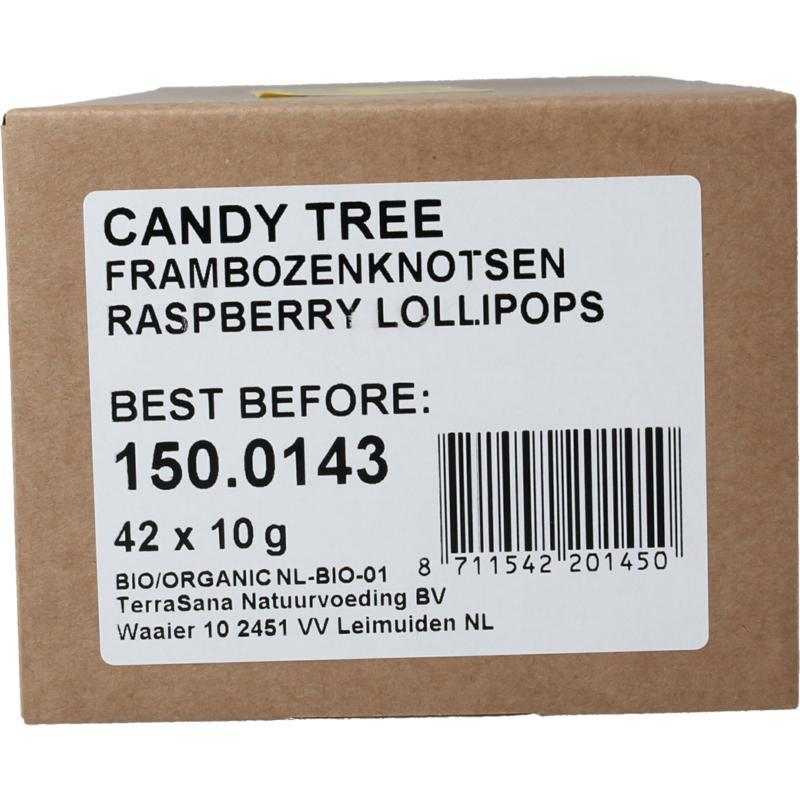 CANDY TREE
FRAMBOZENKNOTSEN
RASPBERRY LOLLIPOPS
BEST BEFORE:
150.0143
42 x 10 g
BIO/ORGANIC NL-BIO-01
TerraSana Natuurvoeding BV
Waaier 10 2451 VV Leimuiden NL
8 711542 201450